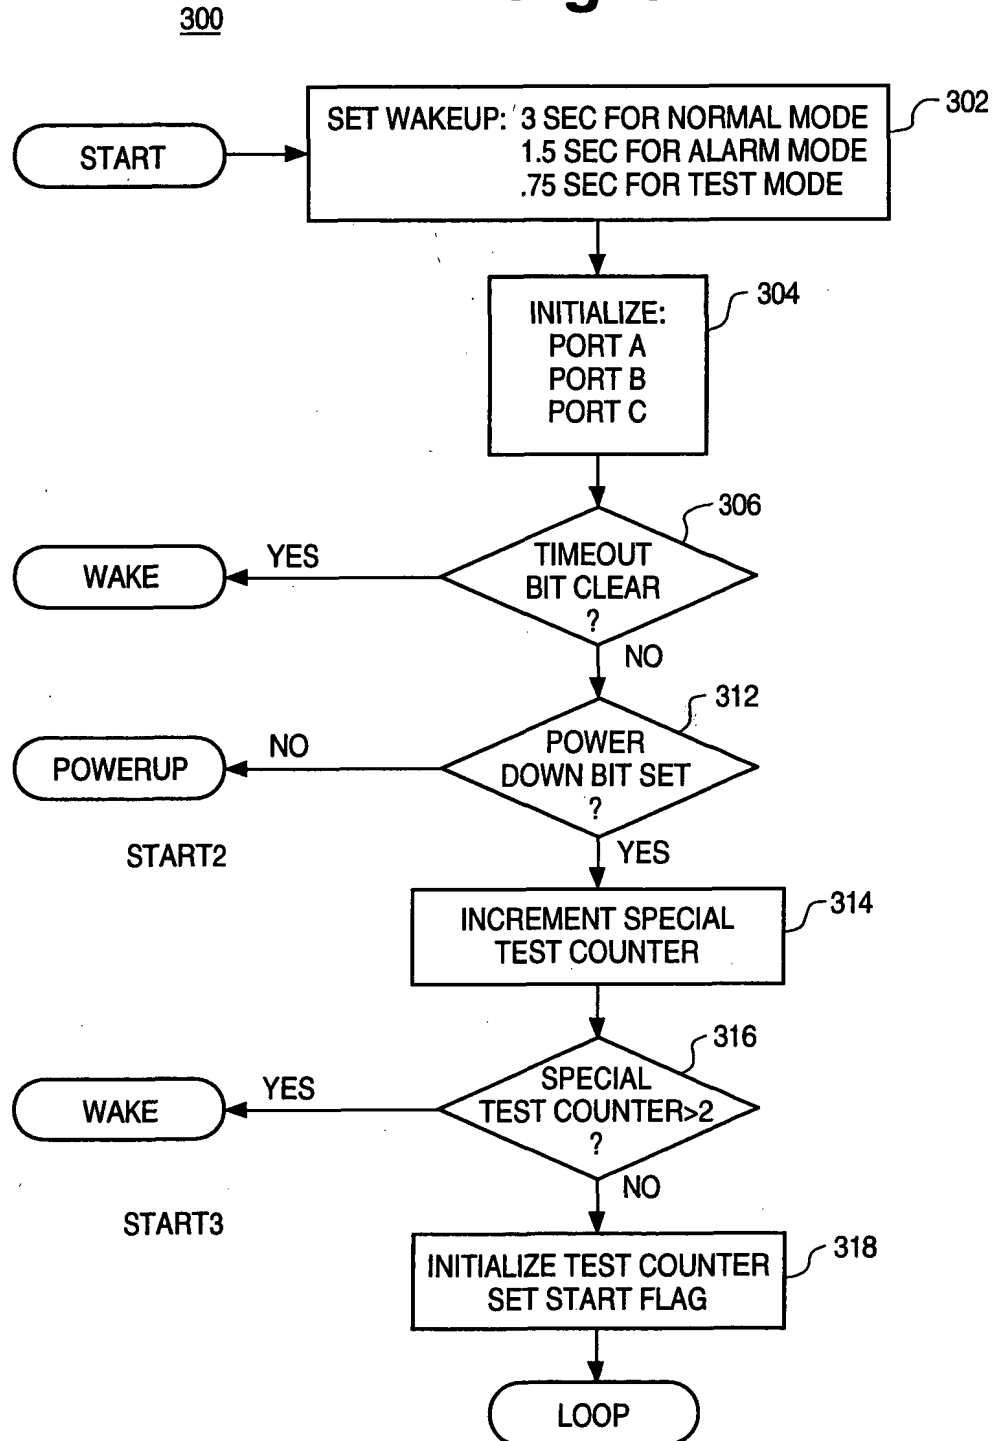 300
START
SET WAKEUP: 3 SEC FOR NORMAL MODE
1.5 SEC FOR ALARM MODE
.75 SEC FOR TEST MODE
302
INITIALIZE:
PORT A
PORT B
PORT C
304
306
TIMEOUT
BIT CLEAR
?
YES
WAKE
NO
312
POWER
DOWN BIT SET
?
NO
POWERUP
START2
YES
314
INCREMENT SPECIAL
TEST COUNTER
316
SPECIAL
TEST COUNTER>2
?
YES
WAKE
NO
START3
318
INITIALIZE TEST COUNTER
SET START FLAG
LOOP